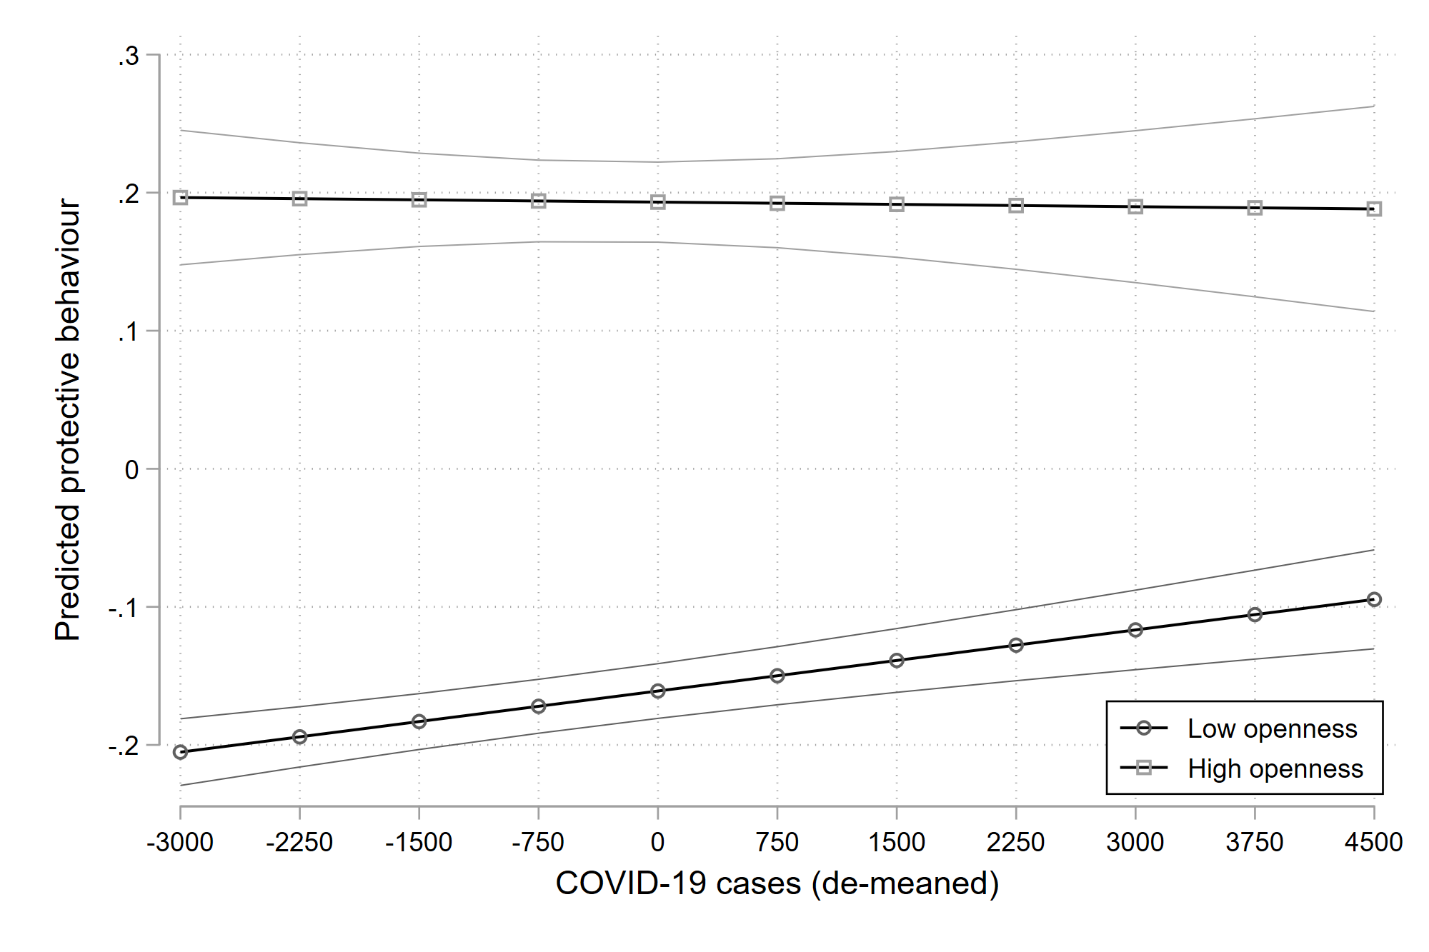 .3
.2
.1
0
-.1
-.2
Predicted protective behaviour
Low openness
High openness
-3000 -2250 -1500 -750 0 750 1500 2250 3000 3750 4500
COVID-19 cases (de-meaned)